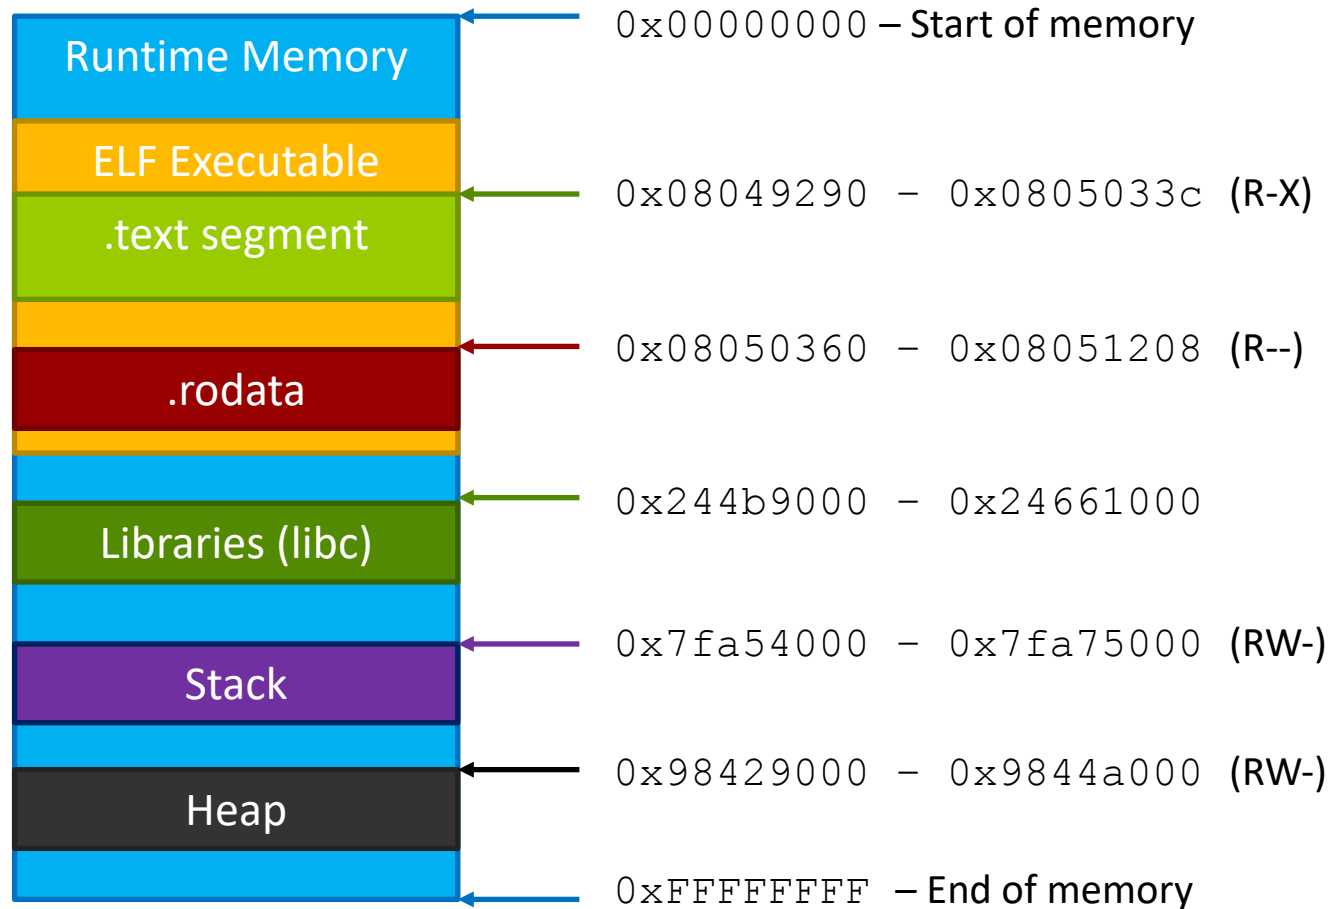 0x00000000 – Start of memory
Runtime Memory
ELF Executable
0x08049290 – 0x0805033c (R-X)
.text segment
0x08050360 – 0x08051208 (R--)
.rodata
0x244b9000 – 0x24661000
Libraries (libc)
0x7fa54000 – 0x7fa75000 (RW-)
Stack
0x98429000 – 0x9844a000 (RW-)
Heap
0xFFFFFFFF – End of memory